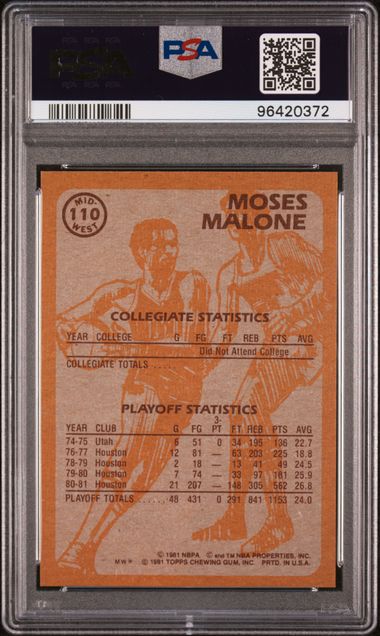 PSA
PSA
96420372
MID-
110
WEST
MOSES
MALONE
COLLEGIATE STATISTICS
YEAR COLLEGE G FG FT REB PTS AVG
Did Not Attend College
COLLEGIATE TOTALS . . . . .
PLAYOFF STATISTICS
3-
YEAR CLUB G FG PT FT REB PTS AVG
74-75 Utah 6 51 0 34 195 136 22.7
76-77 Houston 12 81 — 63 203 225 18.8
78-79 Houston 2 18 — 13 41 49 24.5
79-80 Houston 7 74 — 33 97 181 25.9
80-81 Houston 21 207 — 148 305 562 26.8
PLAYOFF TOTALS . . . . 48 431 0 291 841 1153 24.0
© 1981 NBPA © and TM NBA PROPERTIES, INC.
MW* © 1981 TOPPS CHEWING GUM, INC. PRTD. IN U.S.A.